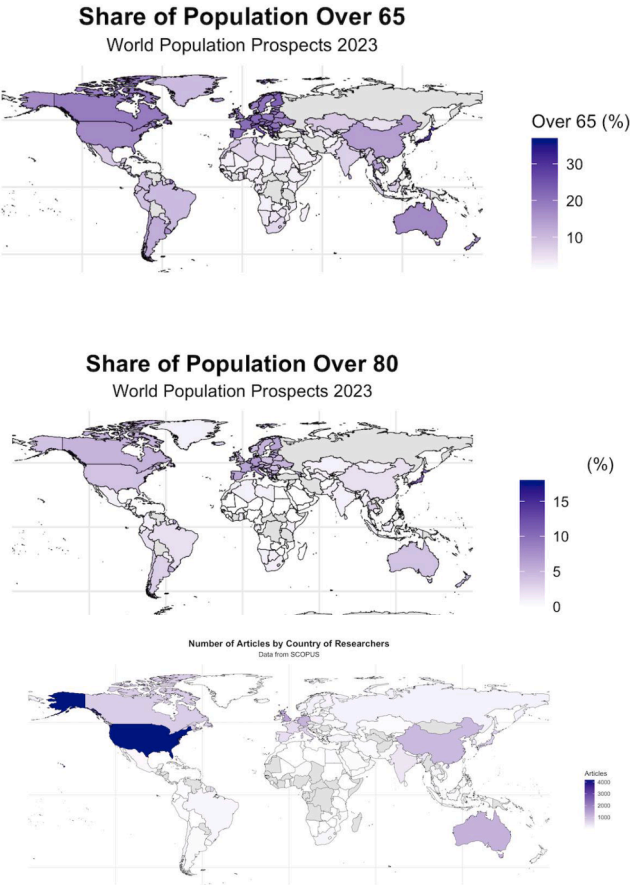 Share of Population Over 65
World Population Prospects 2023
Over 65 (%)
30
20
10
Share of Population Over 80
World Population Prospects 2023
(%)
15
10
5
0
Number of Articles by Country of Researchers
Data from SCOPUS
Articles
4000
3000
2000
1000